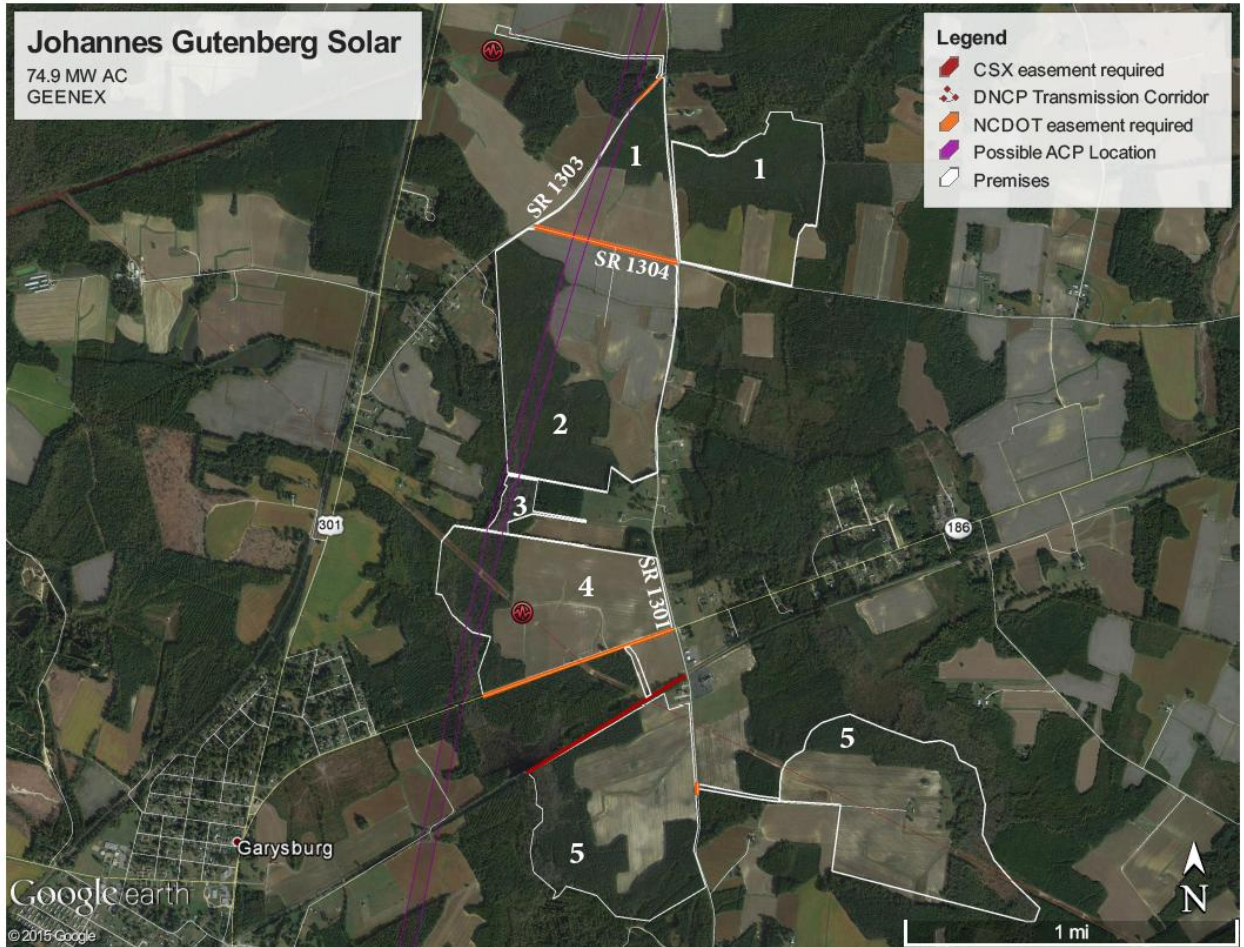 Johannes Gutenberg Solar
74.9 MW AC
GEENEX
Legend
CSX easement required
DNCP Transmission Corridor
NCDOT easement required
Possible ACP Location
Premises
1
1
SR 1303
SR 1304
2
3
301
186
4
SR 1301
5
5
Garysburg
Google earth
© 2015 Google
N
1 mi